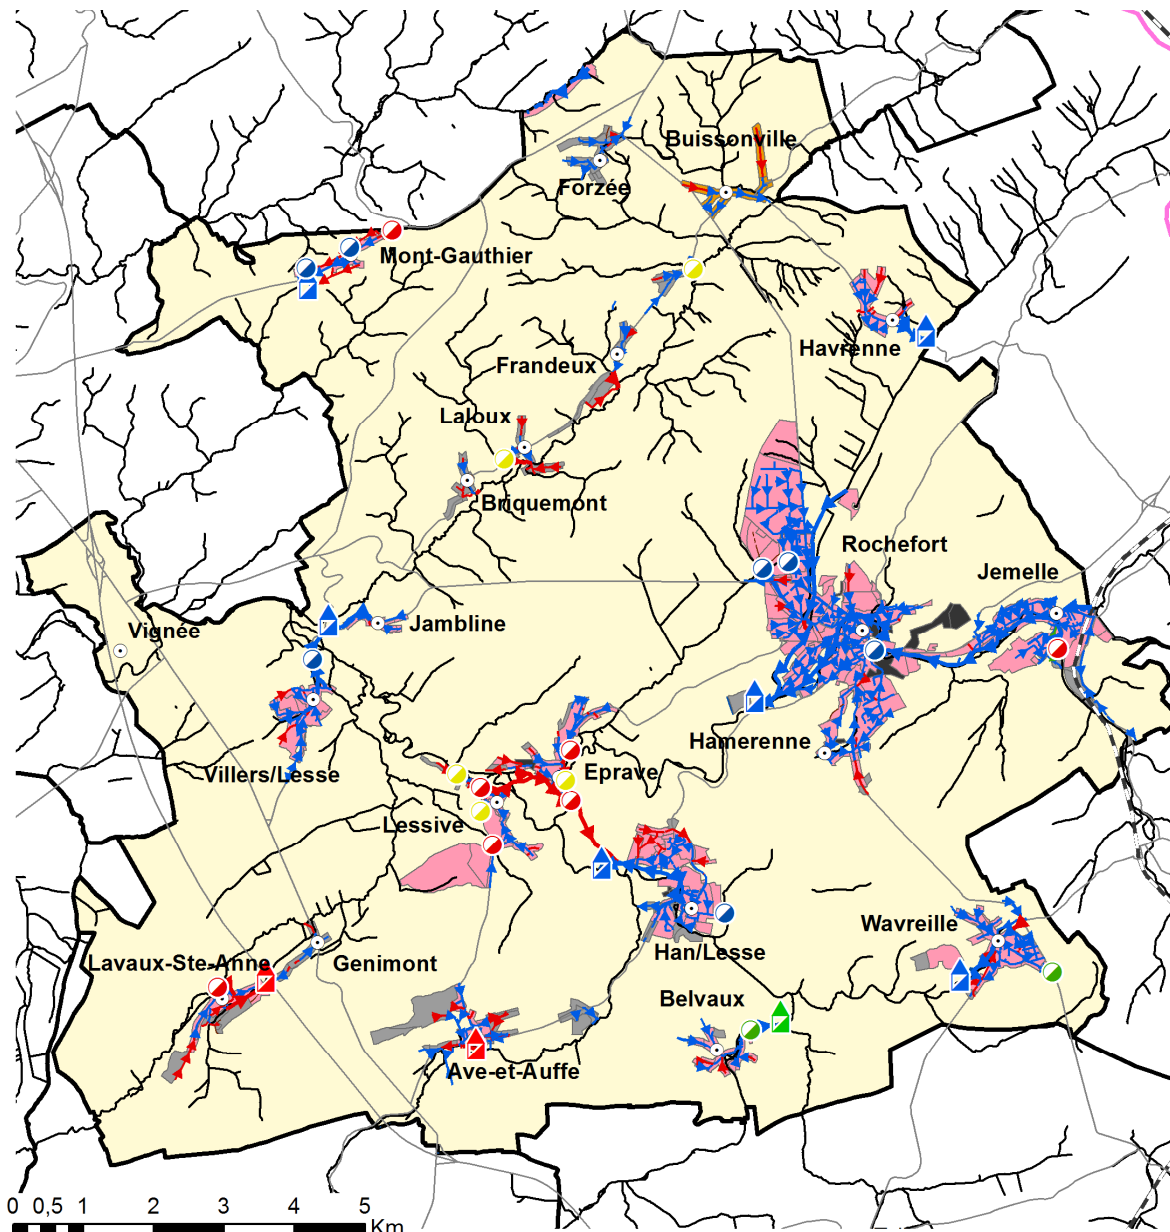 Buissonville
Forzée
Mont-Gauthier
Havrenne
Frandeux
Laloux
Briquemont
Rochefort
Jemelle
Jambline
Vignée
Hamerenne
Villers/Lesse
Eprave
Lessive
Wavreille
Han/Lesse
Lavaux-Ste-Anne
Genimont
Belvaux
Ave-et-Auffe
0 0,5 1 2 3 4 5
Km